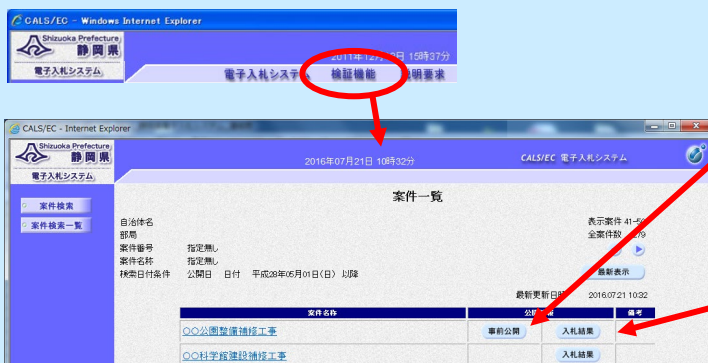 CALS/EC - Windows Internet Explorer
Shizuoka Prefecture
静岡県
15時37分
電子入札システム
電子入札システム 検証機能 説明要求
CALS/EC - Internet Explorer
Shizuoka Prefecture
静岡県
2016年07月21日 10時32分
CALS/EC 電子入札システム
電子入札システム
案件検索
案件検索一覧
案件一覧
自治体名
部局
案件番号 指定無し
案件名称 指定無し
検索日付条件 公開日 日付 平成28年05月01日(日) 以降
表示案件 41-
全案件数
最新表示
最新更新日時 2016.07.21 10:32
案件名称
備考
〇〇公園整備補修工事
事前公開
入札結果
〇〇科学館建設補修工事
入札結果